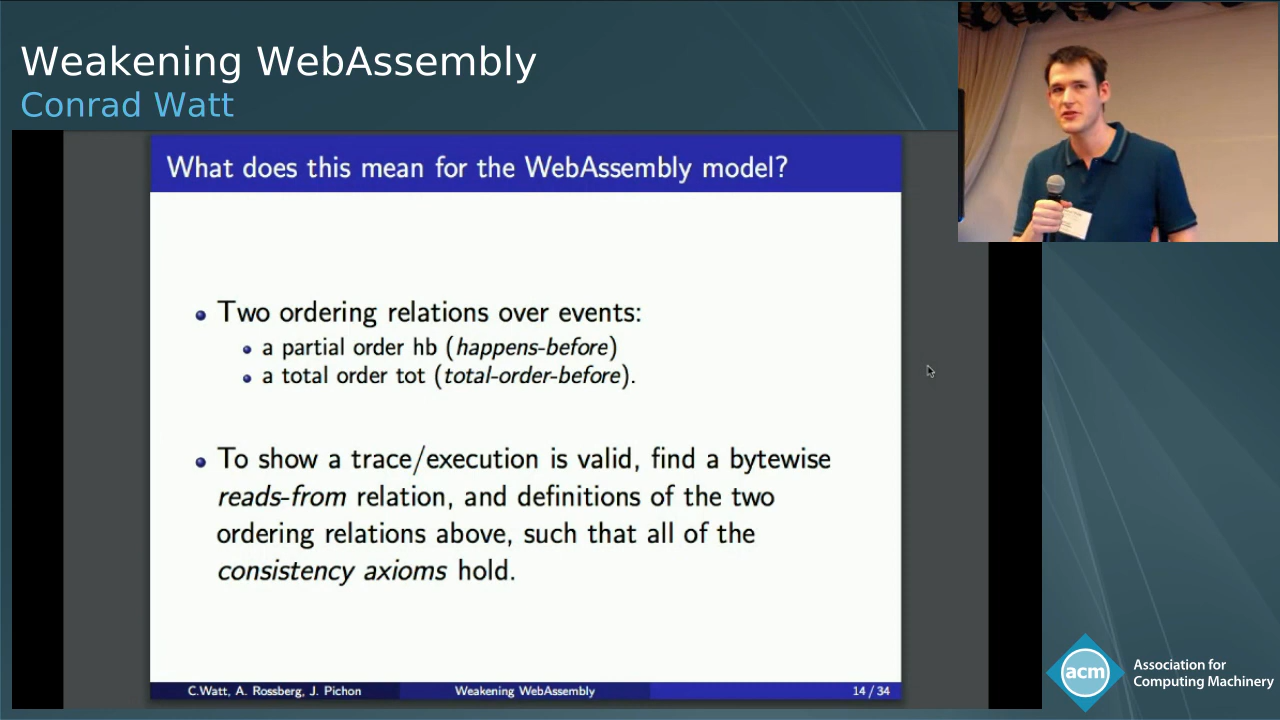 Weakening WebAssembly
Conrad Watt
What does this mean for the WebAssembly model?
Two ordering relations over events:
a partial order hb (happens-before)
a total order tot (total-order-before).
To show a trace/execution is valid, find a bytewise
reads-from relation, and definitions of the two
ordering relations above, such that all of the
consistency axioms hold.
C.Watt, A. Rossberg, J. Pichon
Weakening WebAssembly
14 / 34
acm
Association for
Computing Machinery